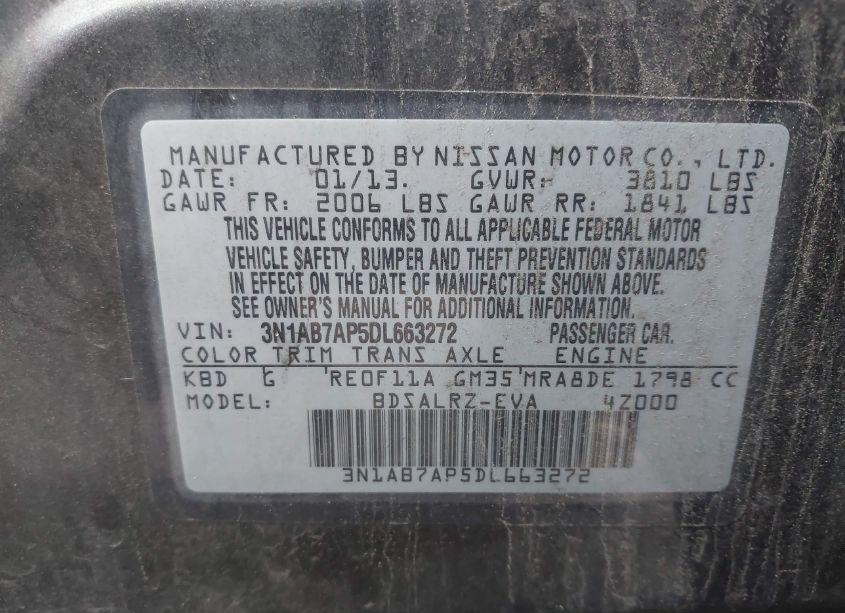 MANUFACTURED BY NISSAN MOTOR CO., LTD.
DATE: 01/13. GVWR: 3810 LBS
GAWR FR: 2006 LBS GAWR RR: 1841 LBS
THIS VEHICLE CONFORMS TO ALL APPLICABLE FEDERAL MOTOR
VEHICLE SAFETY, BUMPER AND THEFT PREVENTION STANDARDS
IN EFFECT ON THE DATE OF MANUFACTURE SHOWN ABOVE.
SEE OWNER'S MANUAL FOR ADDITIONAL INFORMATION.
VIN: 3N1AB7AP5DL663272 PASSENGER CAR.
COLOR TRIM TRANS AXLE ENGINE
KBD G 'RE0F11A GM35'MRA8DE 1798 CC
MODEL: BDSALRZ-EVA 4Z000
3N1AB7AP5DL663272